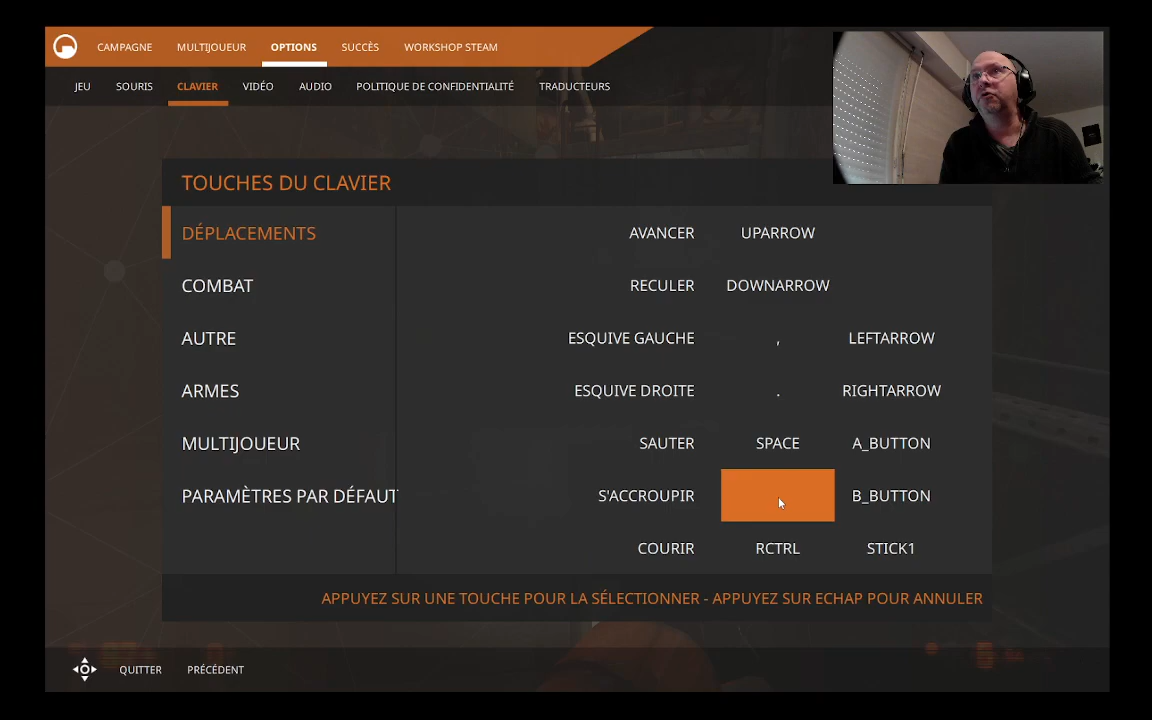 CAMPAGNE MULTIJOUEUR OPTIONS SUCCÈS WORKSHOP STEAM
JEU SOURIS CLAVIER VIDÉO AUDIO POLITIQUE DE CONFIDENTIALITÉ TRADUCTEURS
TOUCHES DU CLAVIER
DÉPLACEMENTS AVANCER UPARROW
COMBAT RECULER DOWNARROW
AUTRE ESQUIVE GAUCHE , LEFTARROW
ARMES ESQUIVE DROITE . RIGHTARROW
MULTIJOUEUR SAUTER SPACE A_BUTTON
PARAMÈTRES PAR DÉFAUT S'ACCROUPIR B_BUTTON
COURIR RCTRL STICK1
APPUYEZ SUR UNE TOUCHE POUR LA SÉLECTIONNER - APPUYEZ SUR ECHAP POUR ANNULER
QUITTER PRÉCÉDENT